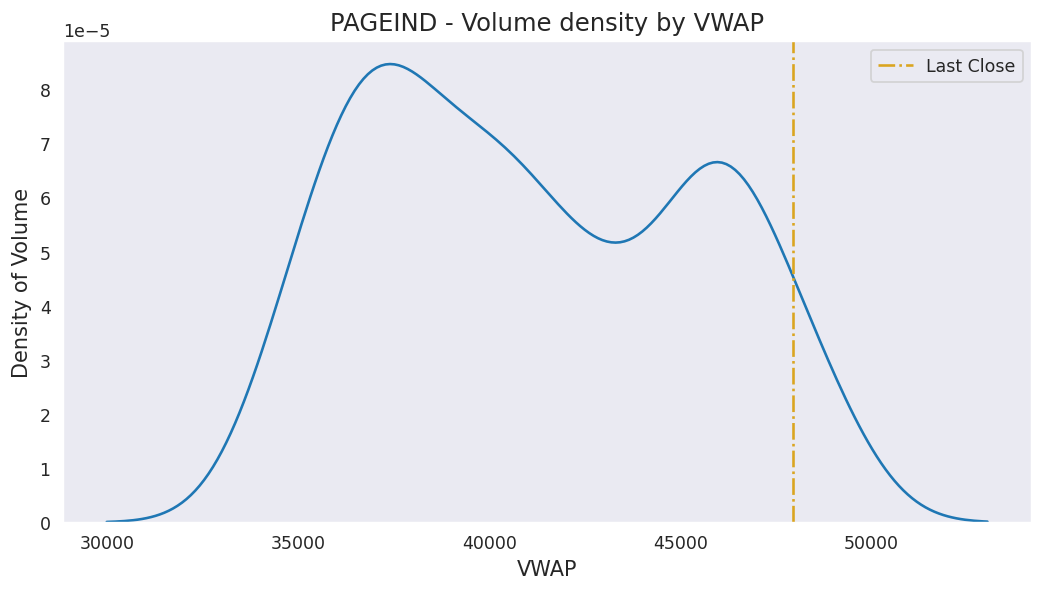 PAGEIND - Volume density by VWAP
1e−5
Last Close
8
7
6
5
4
3
2
1
0
Density of Volume
30000 35000 40000 45000 50000
VWAP